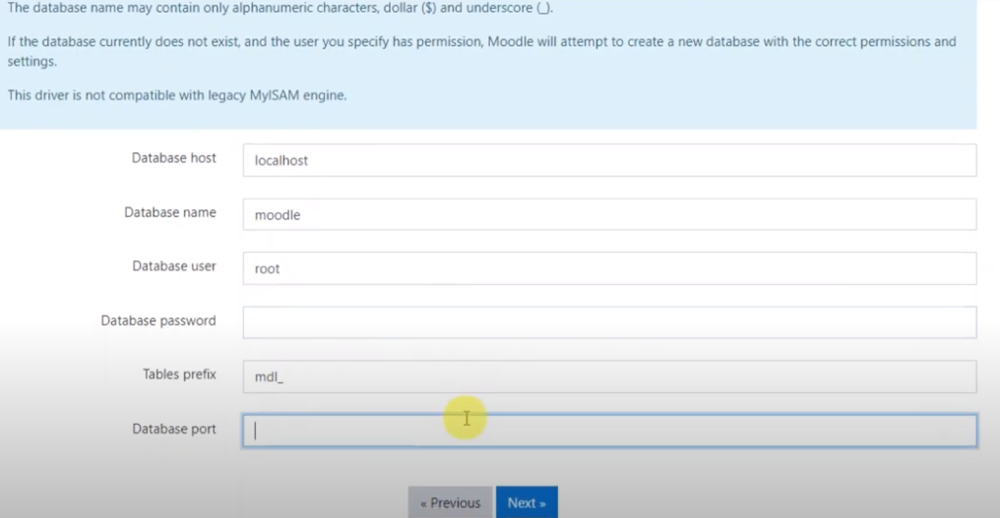 The database name may contain only alphanumeric characters, dollar ($) and underscore (_).
If the database currently does not exist, and the user you specify has permission, Moodle will attempt to create a new database with the correct permissions and
settings.
This driver is not compatible with legacy MyISAM engine.
Database host localhost
Database name moodle
Database user root
Database password
Tables prefix mdl_
Database port
« Previous Next »